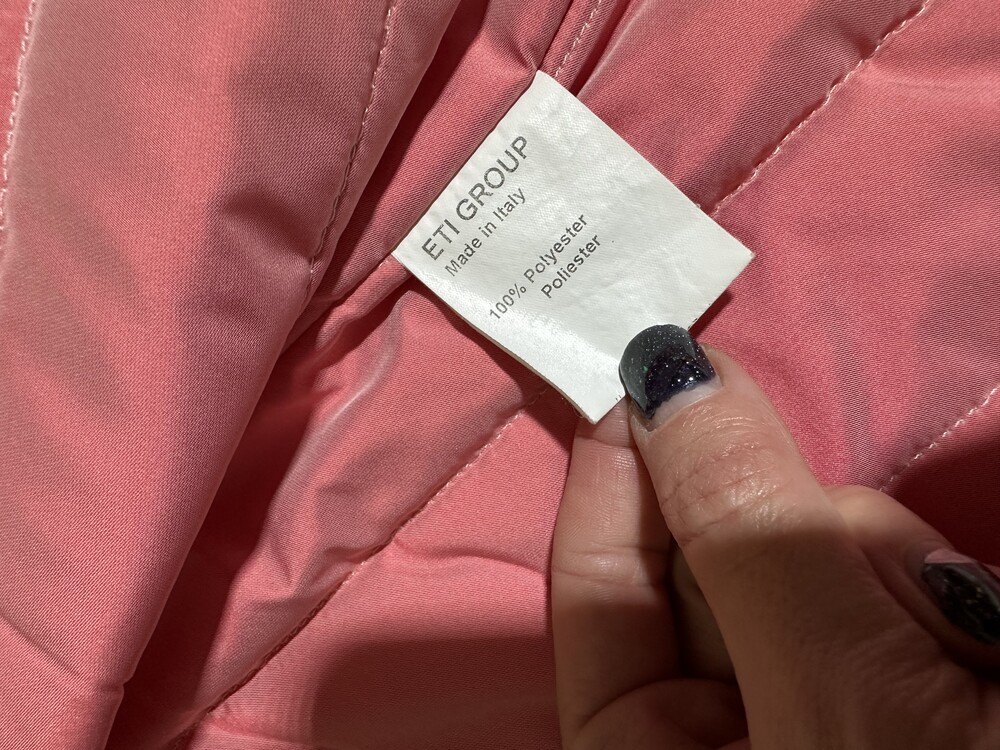 ETI GROUP
Made in Italy
100% Polyester
Poliester